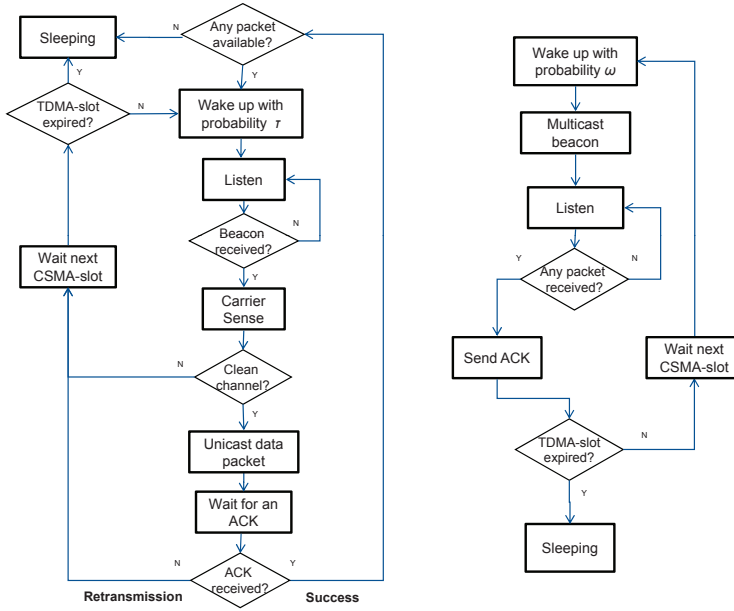 Any packet
available?
N
Sleeping
Y
Y
TDMA-slot
expired?
N
Wake up with
probability τ
Listen
Beacon
received?
N
Y
Wait next
CSMA-slot
Carrier
Sense
N
Clean
channel?
Y
Unicast data
packet
Wait for an
ACK
N
ACK
received?
Y
Retransmission
Success
Wake up with
probability ω
Multicast
beacon
Listen
Y
Any packet
received?
N
Send ACK
Wait next
CSMA-slot
TDMA-slot
expired?
N
Y
Sleeping